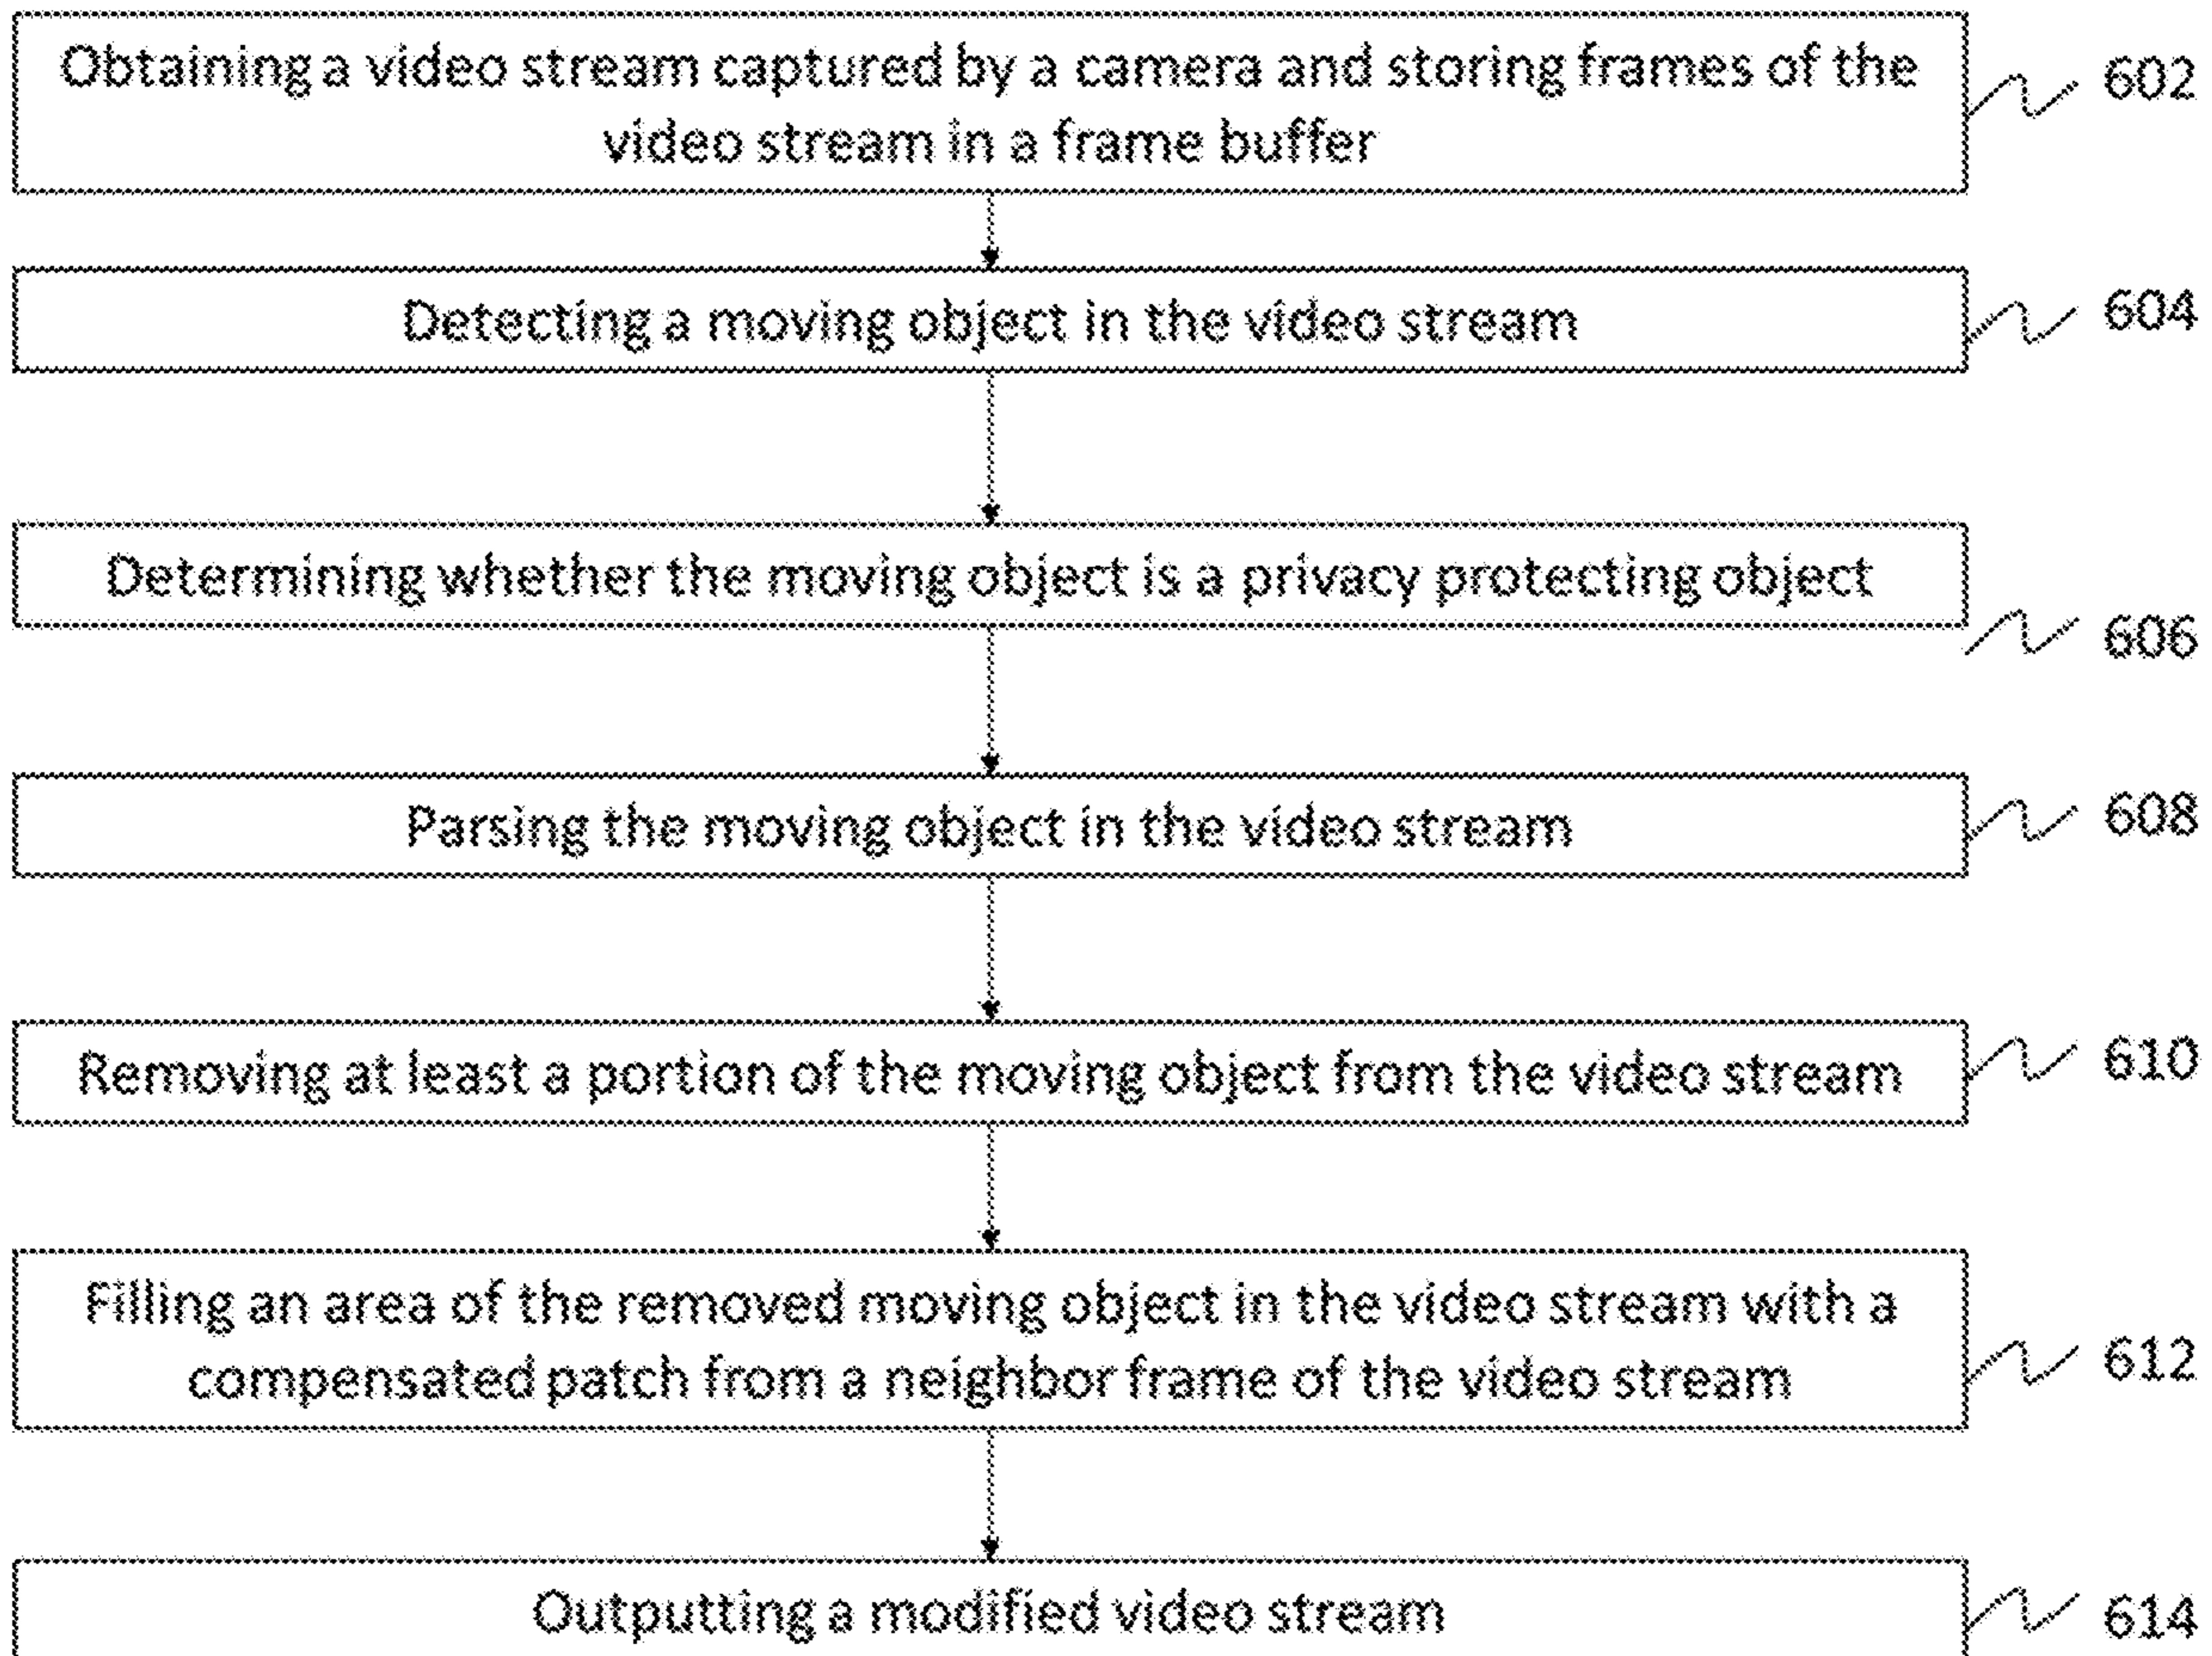 Obtaining a video stream captured by a camera and storing frames of the
video stream in a frame buffer
602
Detecting a moving object in the video stream
604
Determining whether the moving object is a privacy protecting object
606
Parsing the moving object in the video stream
608
Removing at least a portion of the moving object from the video stream
610
Filling an area of the removed moving object in the video stream with a
compensated patch from a neighbor frame of the video stream
612
Outputting a modified video stream
614